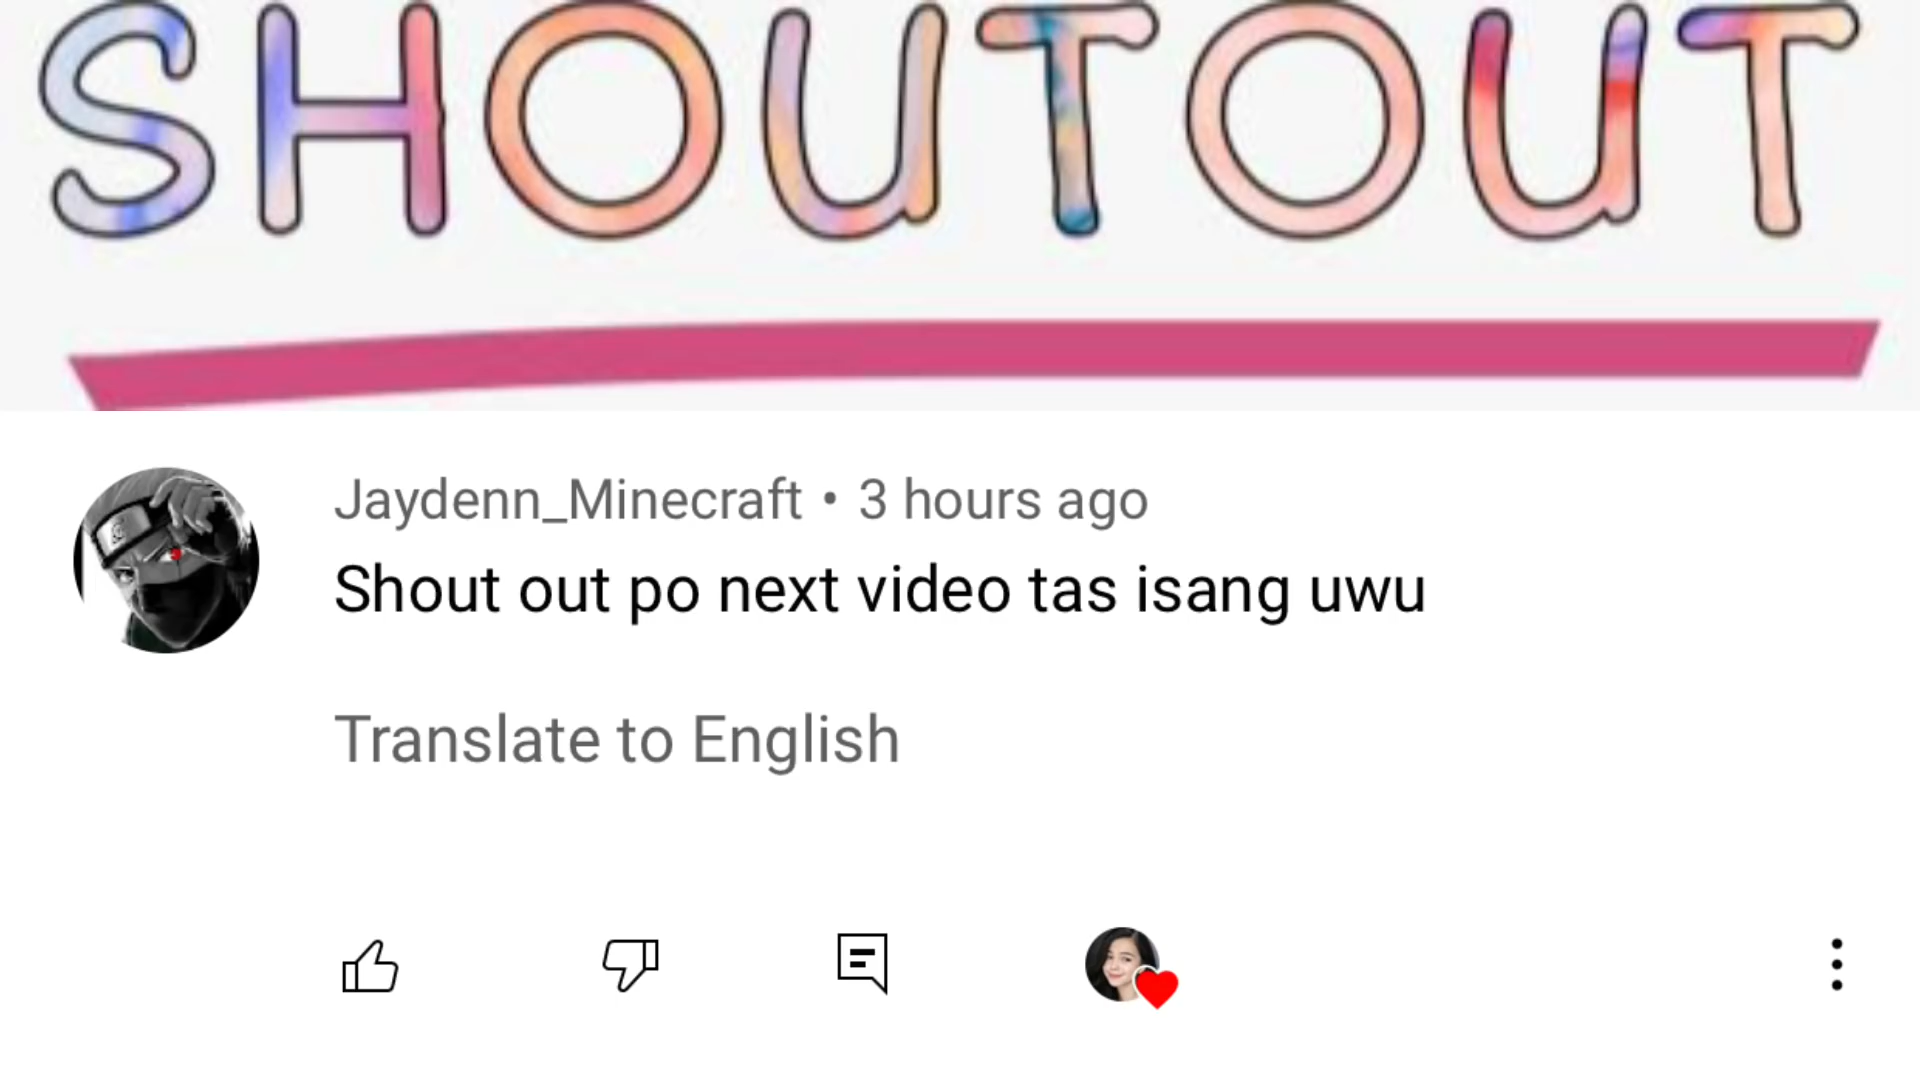 SHOUTOUT
Jaydenn_Minecraft • 3 hours ago
Shout out po next video tas isang uwu
Translate to English